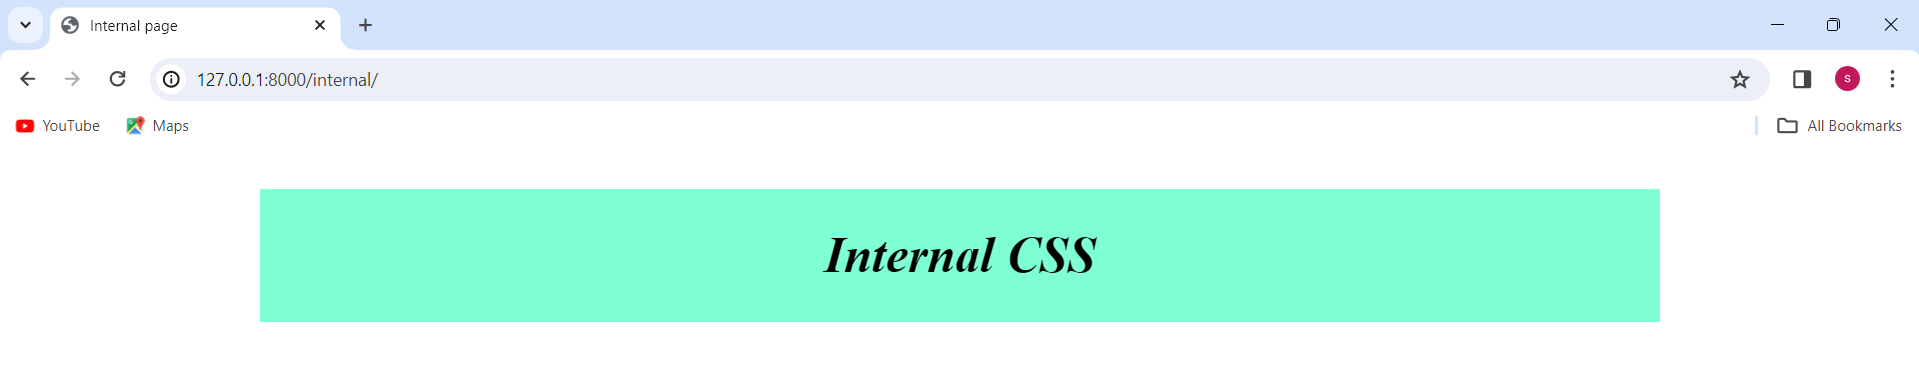 Internal page
127.0.0.1:8000/internal/
S
YouTube Maps All Bookmarks
Internal CSS